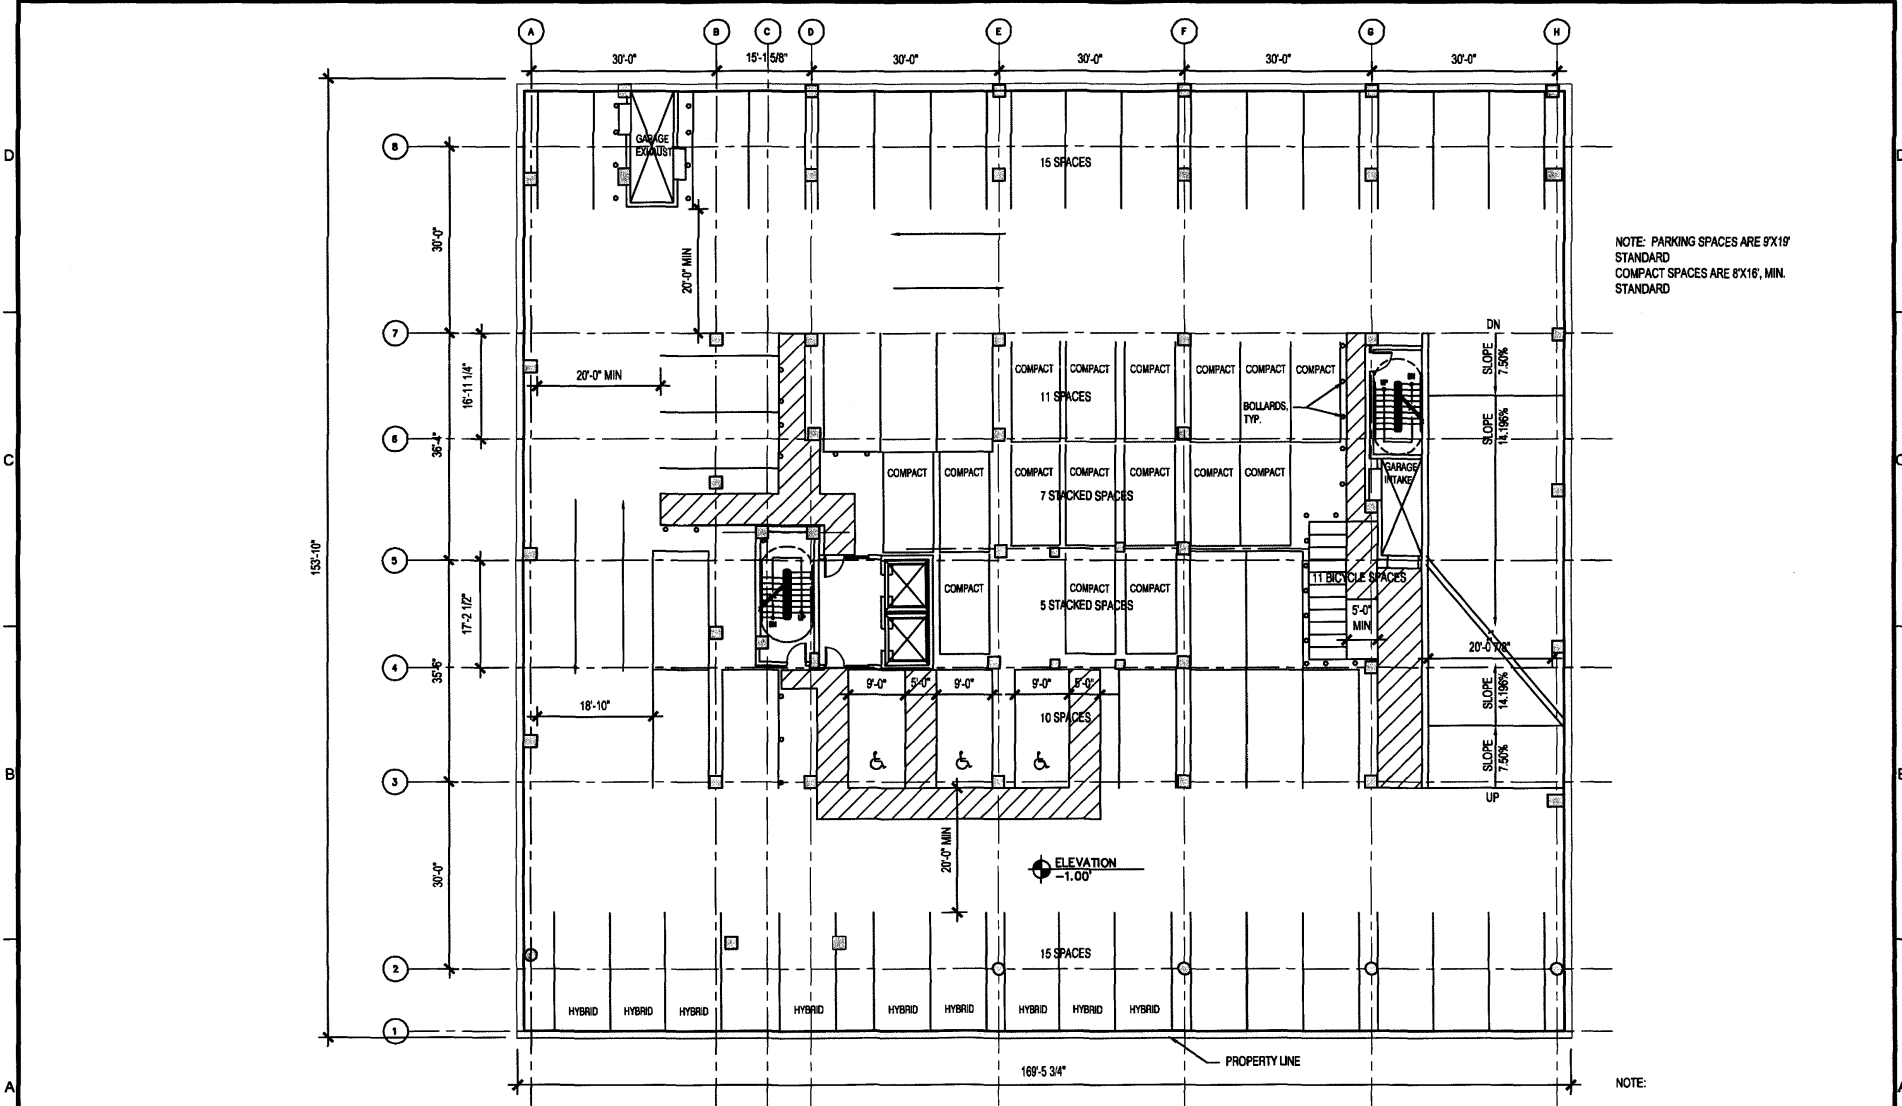 A B C D E F G H
30'-0" 15'-1 5/8" 30'-0" 30'-0" 30'-0" 30'-0"
D
8
GARAGE
EXHAUST
15 SPACES
30'-0"
20'-0" MIN
NOTE: PARKING SPACES ARE 9'X19'
STANDARD
COMPACT SPACES ARE 8'X16', MIN.
STANDARD
7
DN
SLOPE
7.50%
16'-11 1/4"
20'-0" MIN
COMPACT COMPACT COMPACT COMPACT COMPACT COMPACT
11 SPACES
BOLLARDS,
TYP.
UP DN
SLOPE
14.196%
6
36'-4"
C
COMPACT COMPACT COMPACT COMPACT COMPACT COMPACT COMPACT
GARAGE
INTAKE
7 STACKED SPACES
153'-10"
5
11 BICYCLE SPACES
COMPACT COMPACT COMPACT
5 STACKED SPACES
17'-2 1/2"
5'-0"
MIN
DN UP
20'-0 7/8"
4
35'-6"
9'-0" 5'-0" 9'-0" 9'-0" 5'-0"
SLOPE
14.196%
18'-10"
10 SPACES
B
SLOPE
7.50%
3
UP
30'-0"
20'-0" MIN
ELEVATION
-1.00'
15 SPACES
2
HYBRID HYBRID HYBRID HYBRID HYBRID HYBRID HYBRID HYBRID HYBRID
1
PROPERTY LINE
169'-5 3/4"
A
NOTE: